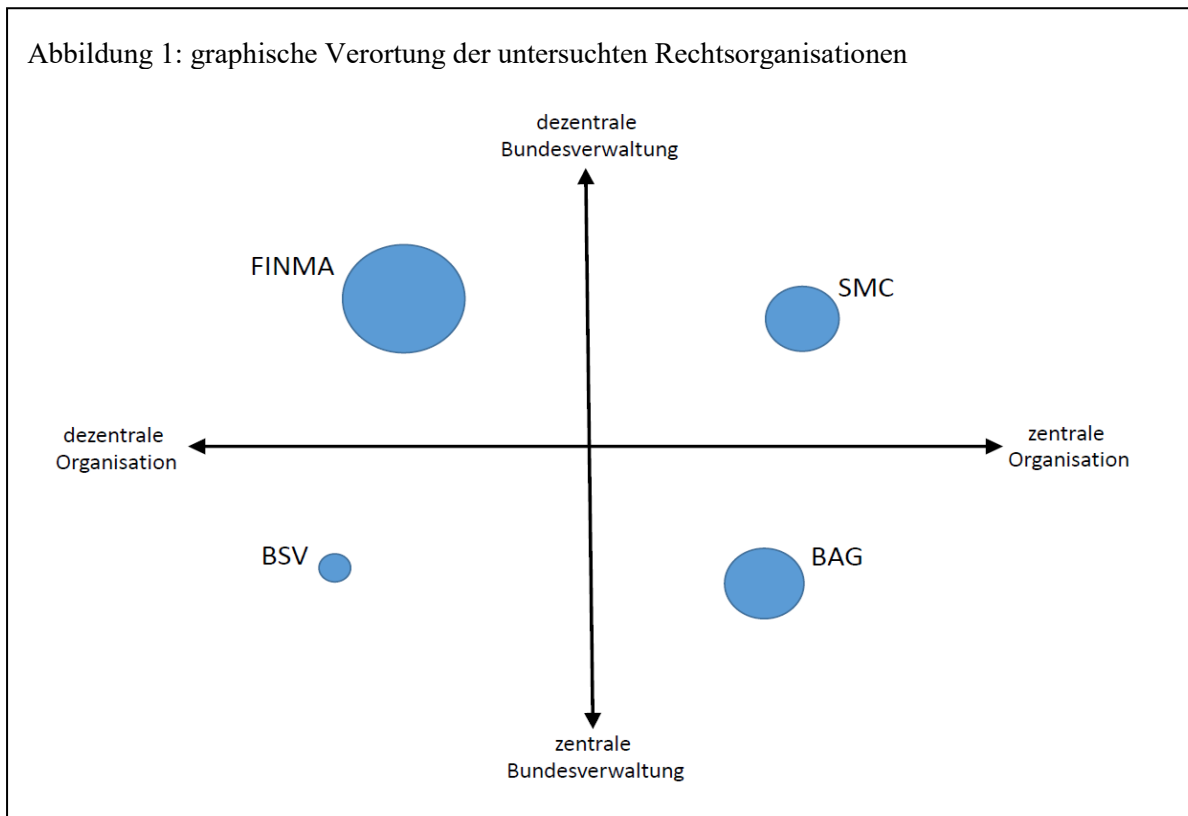 Abbildung 1: graphische Verortung der untersuchten Rechtsorganisationen
dezentrale
Bundesverwaltung
FINMA
SMC
dezentrale
Organisation
zentrale
Organisation
BSV
BAG
zentrale
Bundesverwaltung